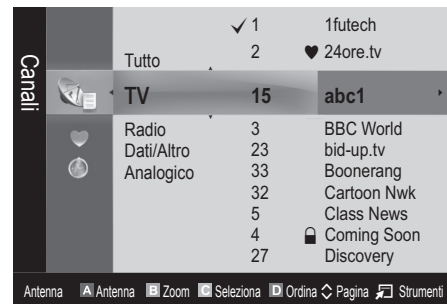 Canali
✓ 1 1futech
Tutto 2 ♥ 24ore.tv
TV 15 abc1
Radio 3 BBC World
Dati/Altro 23 bid-up.tv
Analogico 33 Boonerang
32 Cartoon Nwk
5 Class News
4 Coming Soon
27 Discovery
Antenna A Antenna B Zoom C Seleziona D Ordina Pagina Strumenti